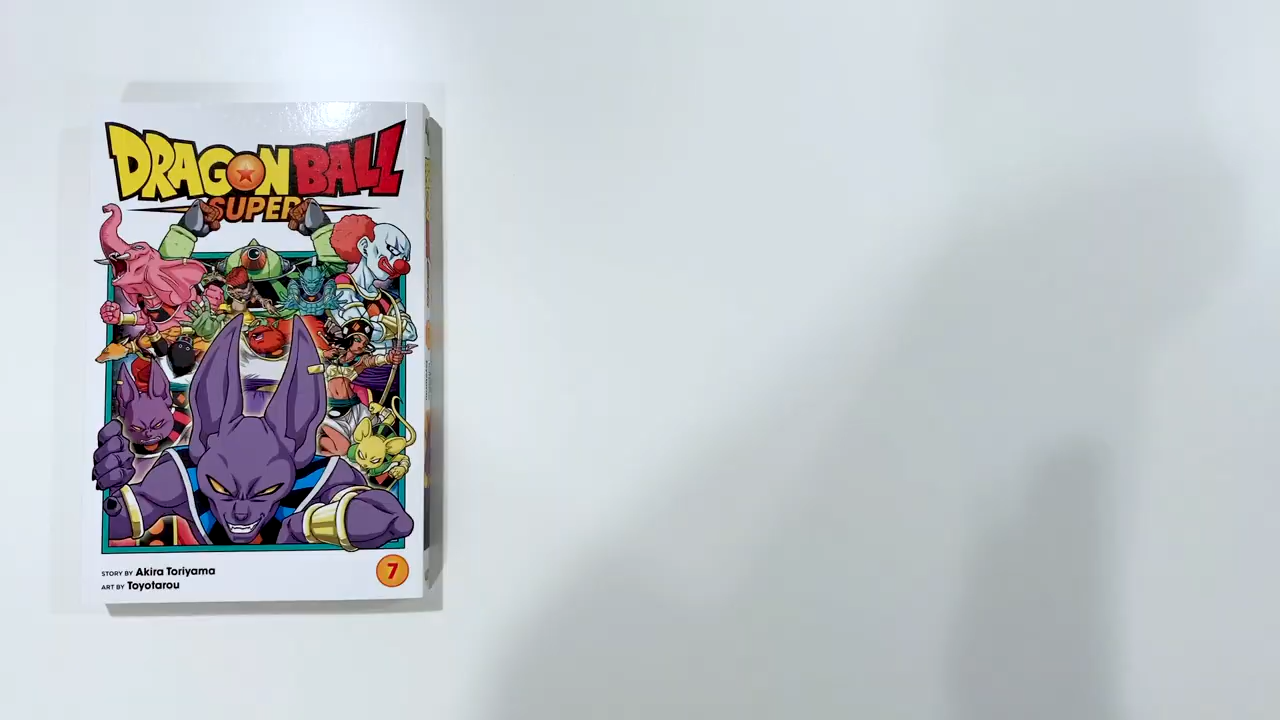 DRAGON BALL
SUPER
STORY BY Akira Toriyama
ART BY Toyotarou
7